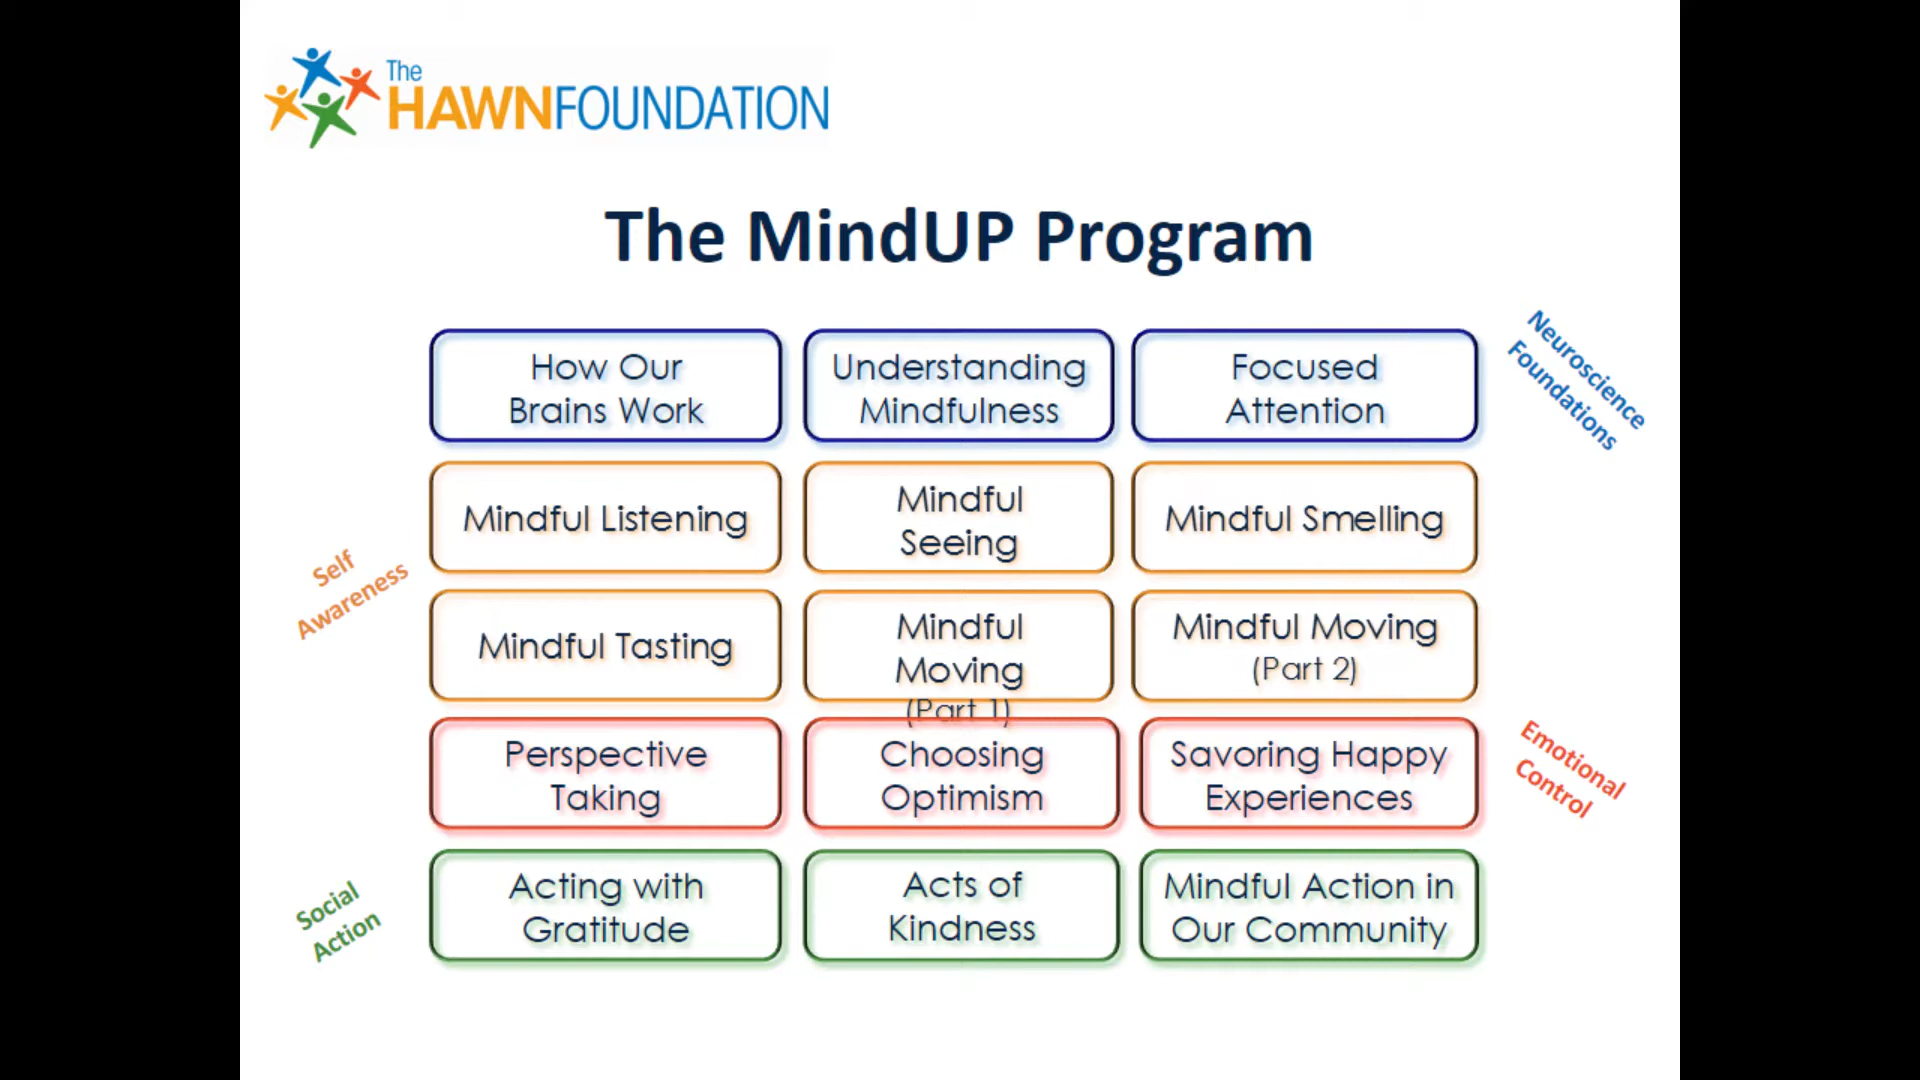 The
HAWNFOUNDATION
The MindUP Program
How Our
Brains Work
Understanding
Mindfulness
Focused
Attention
Neuroscience
Foundations
Mindful Listening
Mindful
Seeing
Mindful Smelling
Self
Awareness
Mindful Tasting
Mindful
Moving
(Part 1)
Mindful Moving
(Part 2)
Perspective
Taking
Choosing
Optimism
Savoring Happy
Experiences
Emotional
Control
Social
Action
Acting with
Gratitude
Acts of
Kindness
Mindful Action in
Our Community